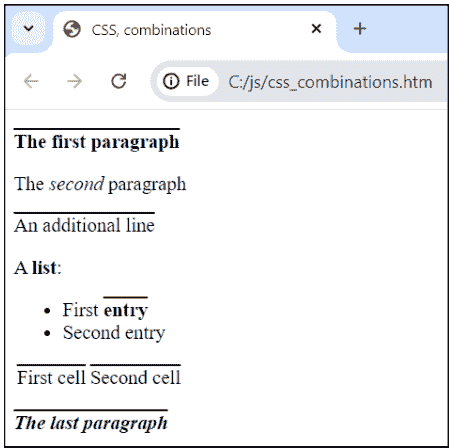 CSS, combinations
File C:/js/css_combinations.htm
The first paragraph
The second paragraph
An additional line
A list:
• First entry
• Second entry
First cell Second cell
The last paragraph